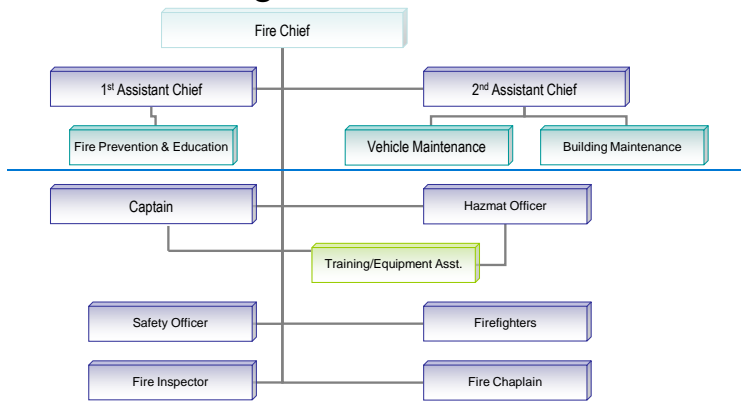 Fire Chief
1st Assistant Chief
2nd Assistant Chief
Fire Prevention & Education
Vehicle Maintenance
Building Maintenance
Captain
Hazmat Officer
Training/Equipment Asst.
Safety Officer
Firefighters
Fire Inspector
Fire Chaplain